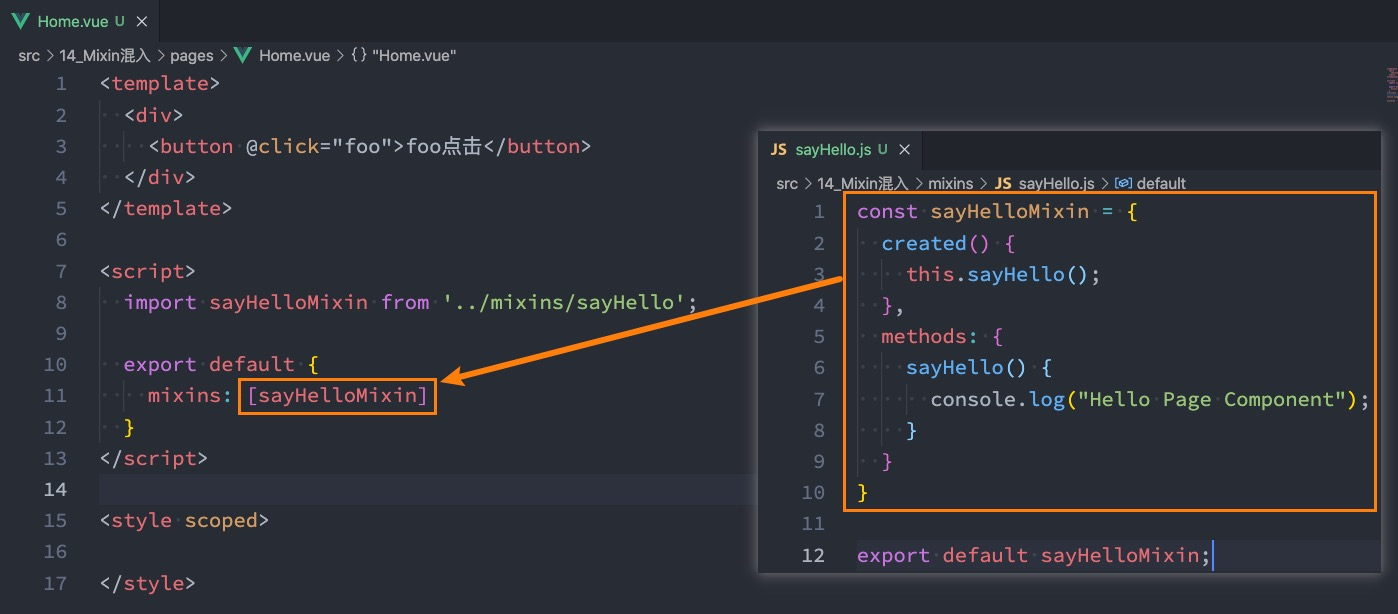 Home.vue U ×
src > 14_Mixin混入 > pages > Home.vue > {} "Home.vue"
1 <template>
2 <div>
3 <button @click="foo">foo点击</button>
4 </div>
5 </template>
6
7 <script>
8 import sayHelloMixin from '../mixins/sayHello';
9
10 export default {
11 mixins: [sayHelloMixin]
12 }
13 </script>
14
15 <style scoped>
16
17 </style>
JS sayHello.js U ×
src > 14_Mixin混入 > mixins > JS sayHello.js > default
1 const sayHelloMixin = {
2 created() {
3 this.sayHello();
4 },
5 methods: {
6 sayHello() {
7 console.log("Hello Page Component");
8 }
9 }
10 }
11
12 export default sayHelloMixin;